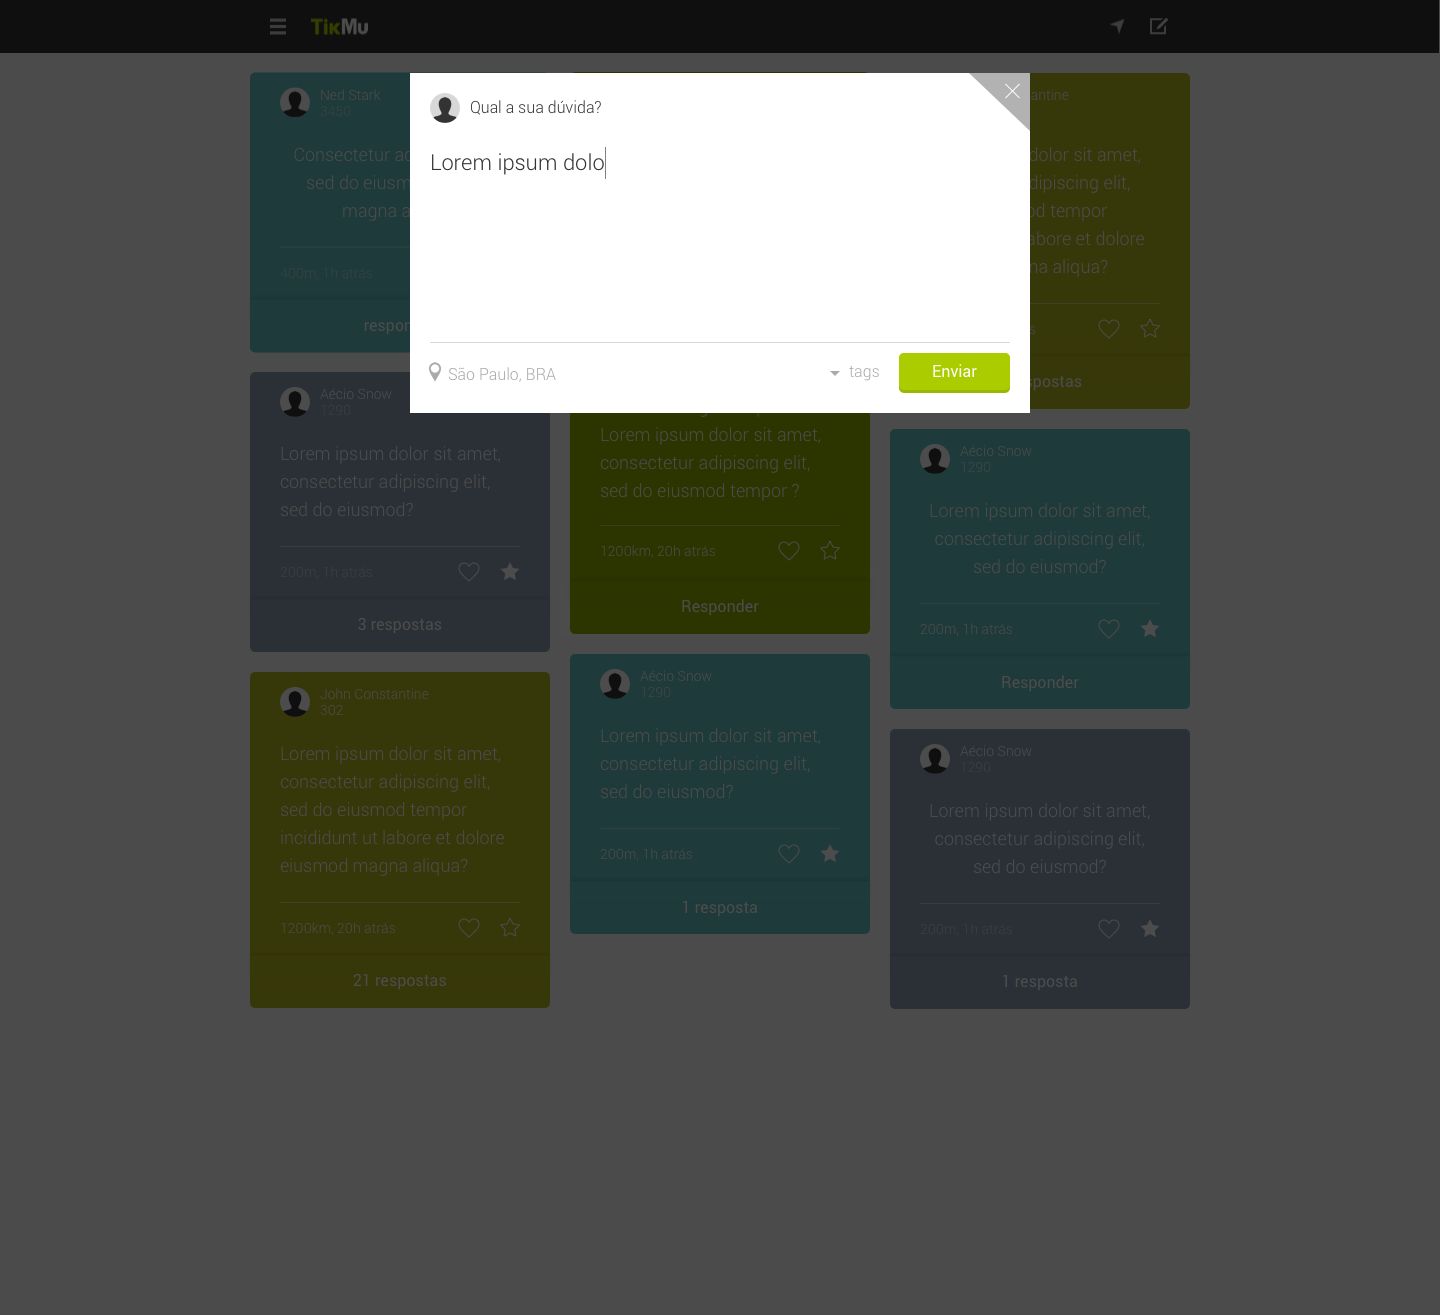 TikMu
Qual a sua dúvida?
Lorem ipsum dolo
São Paulo, BRA
tags
Enviar
Ned Stark
3450
Consectetur
sed do eiusm
magna a
400m, 1h atrás
respon
Aécio Snow
1290
Lorem ipsum dolor sit amet,
consectetur adipiscing elit,
sed do eiusmod?
200m, 1h atrás
3 respostas
John Constantine
302
Lorem ipsum dolor sit amet,
consectetur adipiscing elit,
sed do eiusmod tempor
incididunt ut labore et dolore
eiusmod magna aliqua?
1200km, 20h atrás
21 respostas
Lorem ipsum dolor sit amet,
consectetur adipiscing elit,
sed do eiusmod tempor ?
1200km, 20h atrás
Responder
Aécio Snow
1290
Lorem ipsum dolor sit amet,
consectetur adipiscing elit,
sed do eiusmod?
200m, 1h atrás
1 resposta
antine
dolor sit amet,
dipiscing elit,
od tempor
abore et dolore
na aliqua?
spostas
Aécio Snow
1290
Lorem ipsum dolor sit amet,
consectetur adipiscing elit,
sed do eiusmod?
200m, 1h atrás
Responder
Aécio Snow
1290
Lorem ipsum dolor sit amet,
consectetur adipiscing elit,
sed do eiusmod?
200m, 1h atrás
1 resposta